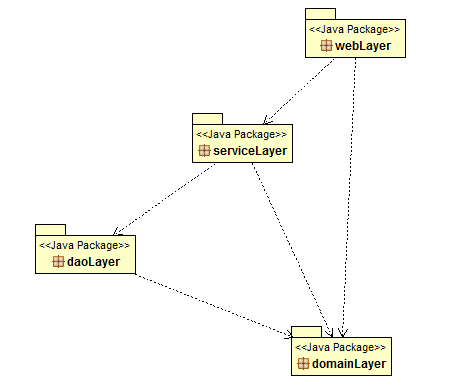 <<Java Package>>
webLayer
<<Java Package>>
serviceLayer
<<Java Package>>
daoLayer
<<Java Package>>
domainLayer